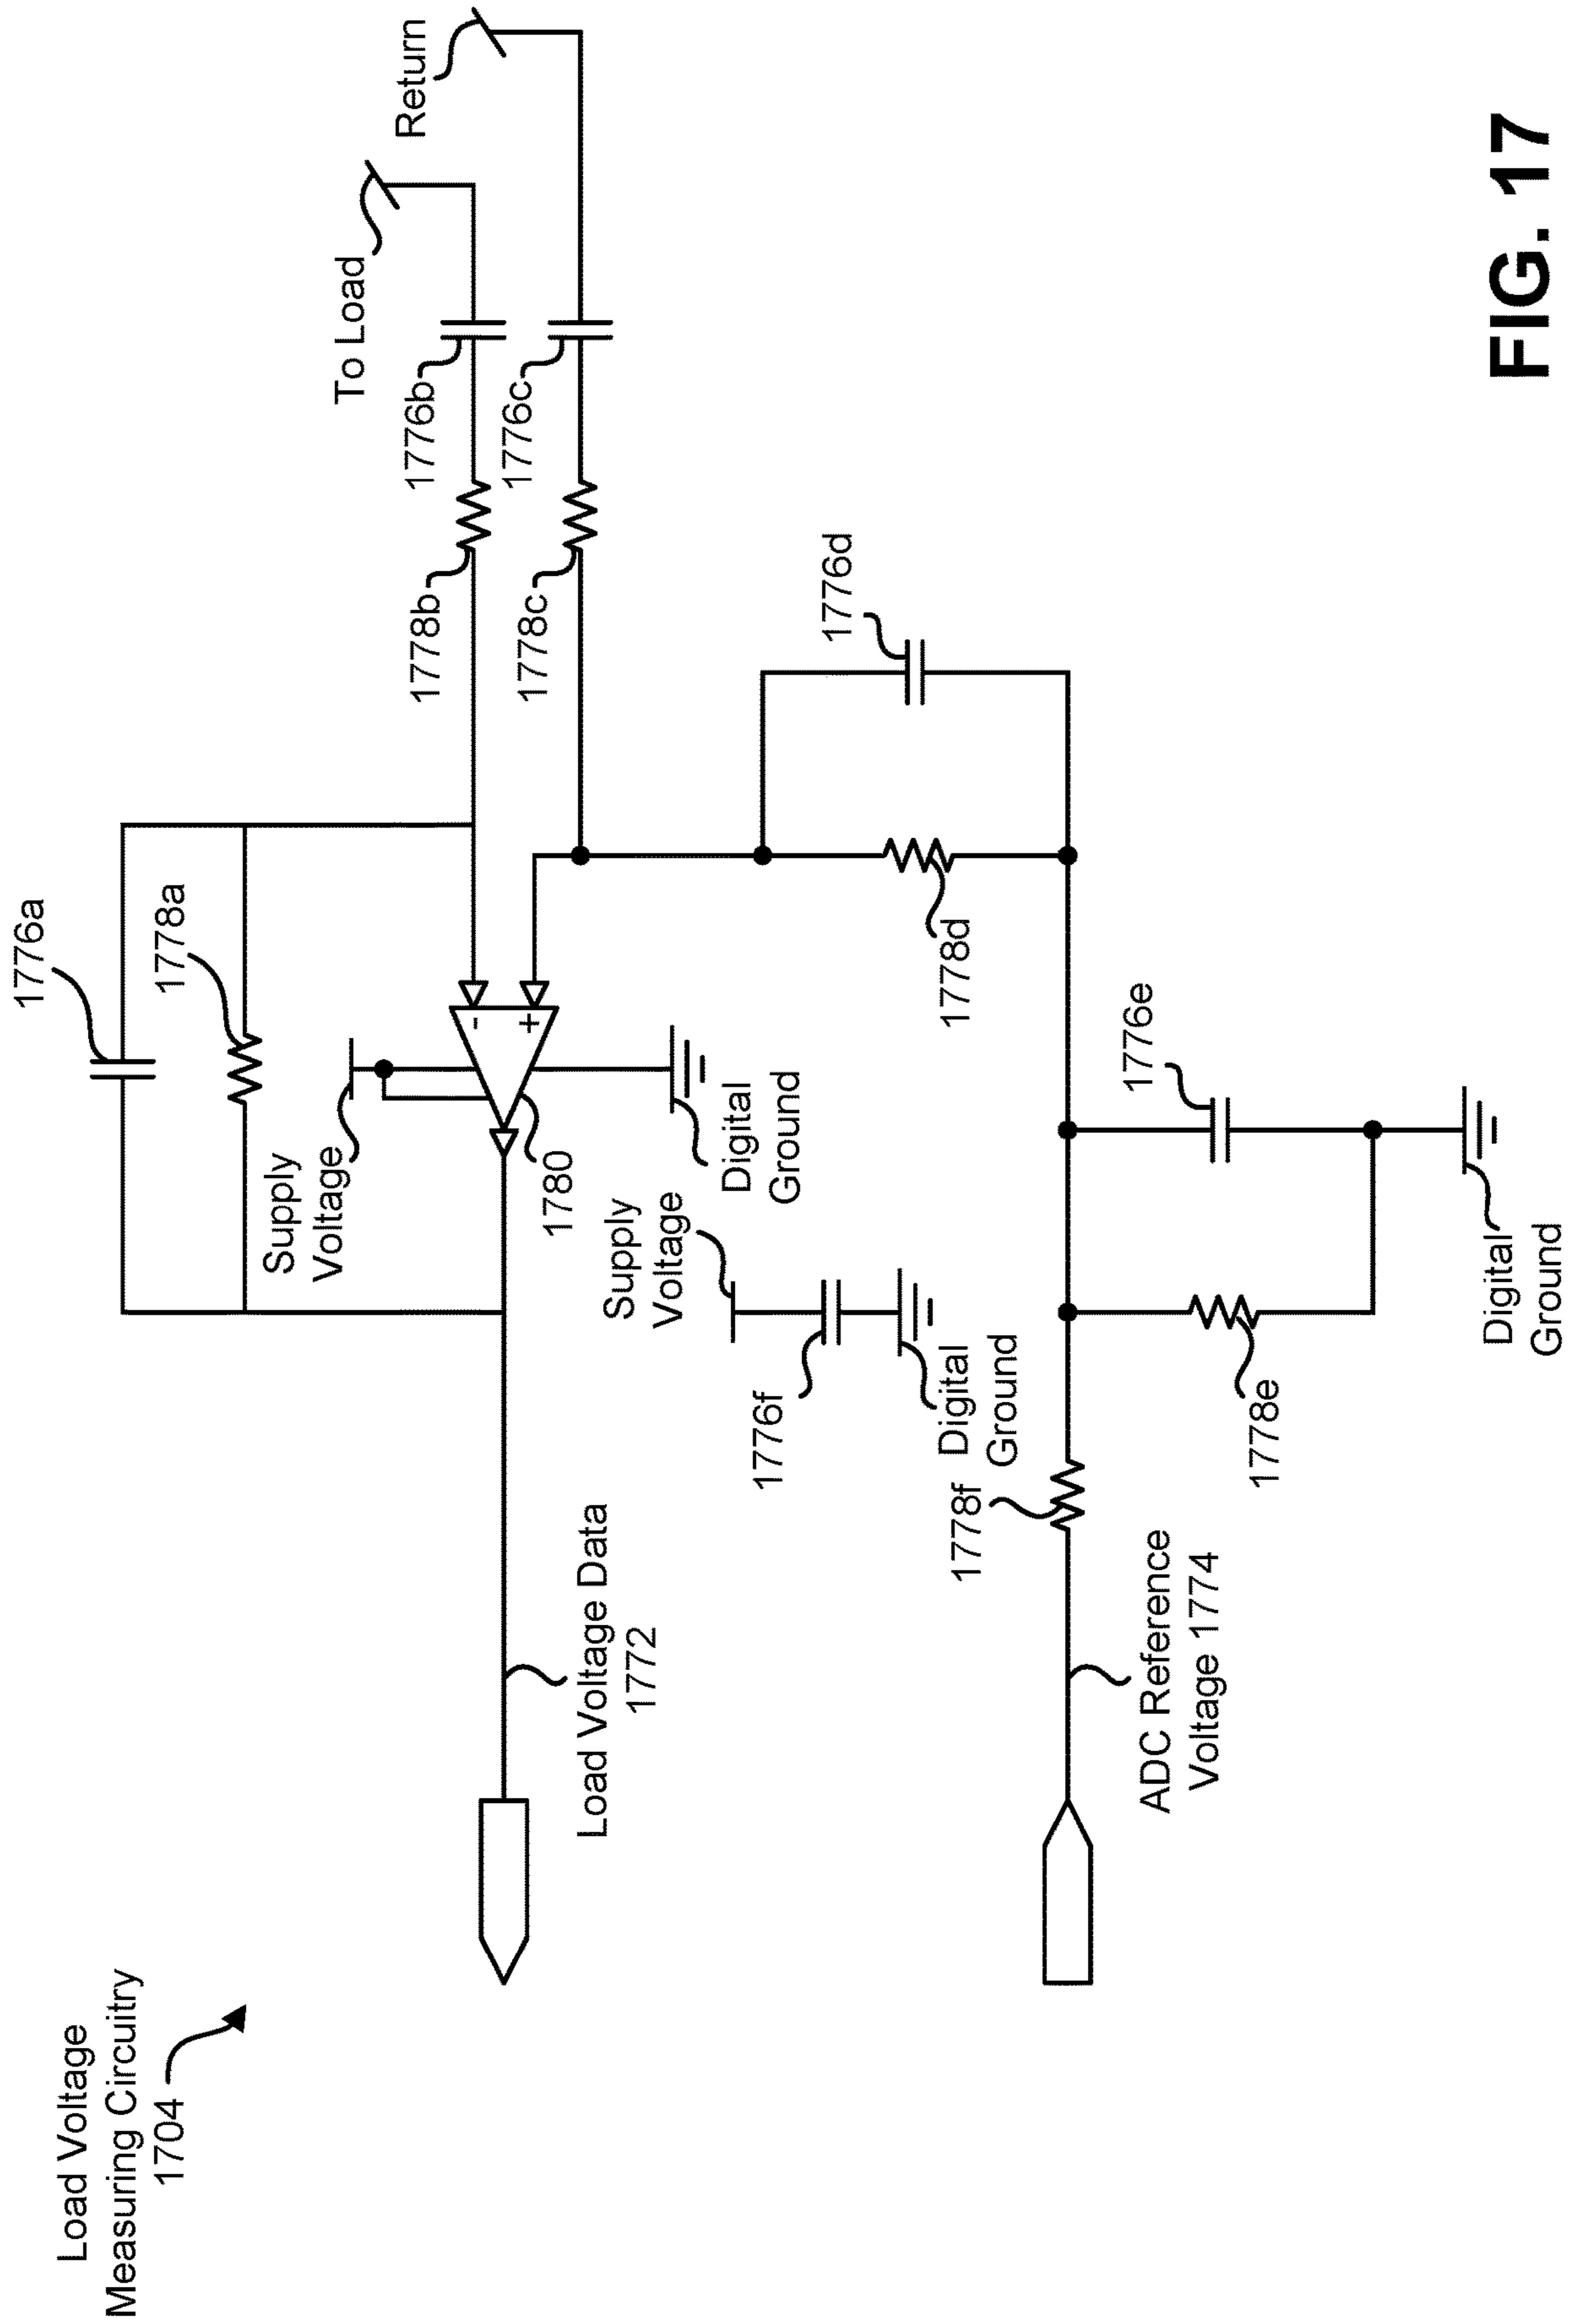 Load Voltage
Measuring Circuitry
1704
1776a
1778a
Supply
Voltage
1780
Digital
Ground
To Load
Return
1776b
1776c
1778b
1778c
1776d
1778d
1776e
Supply
Voltage
1776f
Digital
Ground
Load Voltage Data
1772
1778f
ADC Reference
Voltage 1774
1778e
Digital
Ground
-
+
FIG. 17